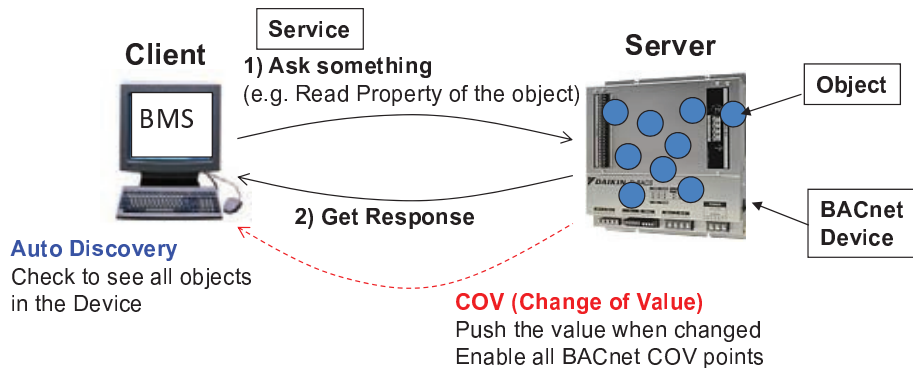 Service
Client
Server
1) Ask something
(e.g. Read Property of the object)
Object
BMS
DAIKIN
2) Get Response
BACnet
Device
Auto Discovery
Check to see all objects
in the Device
COV (Change of Value)
Push the value when changed
Enable all BACnet COV points